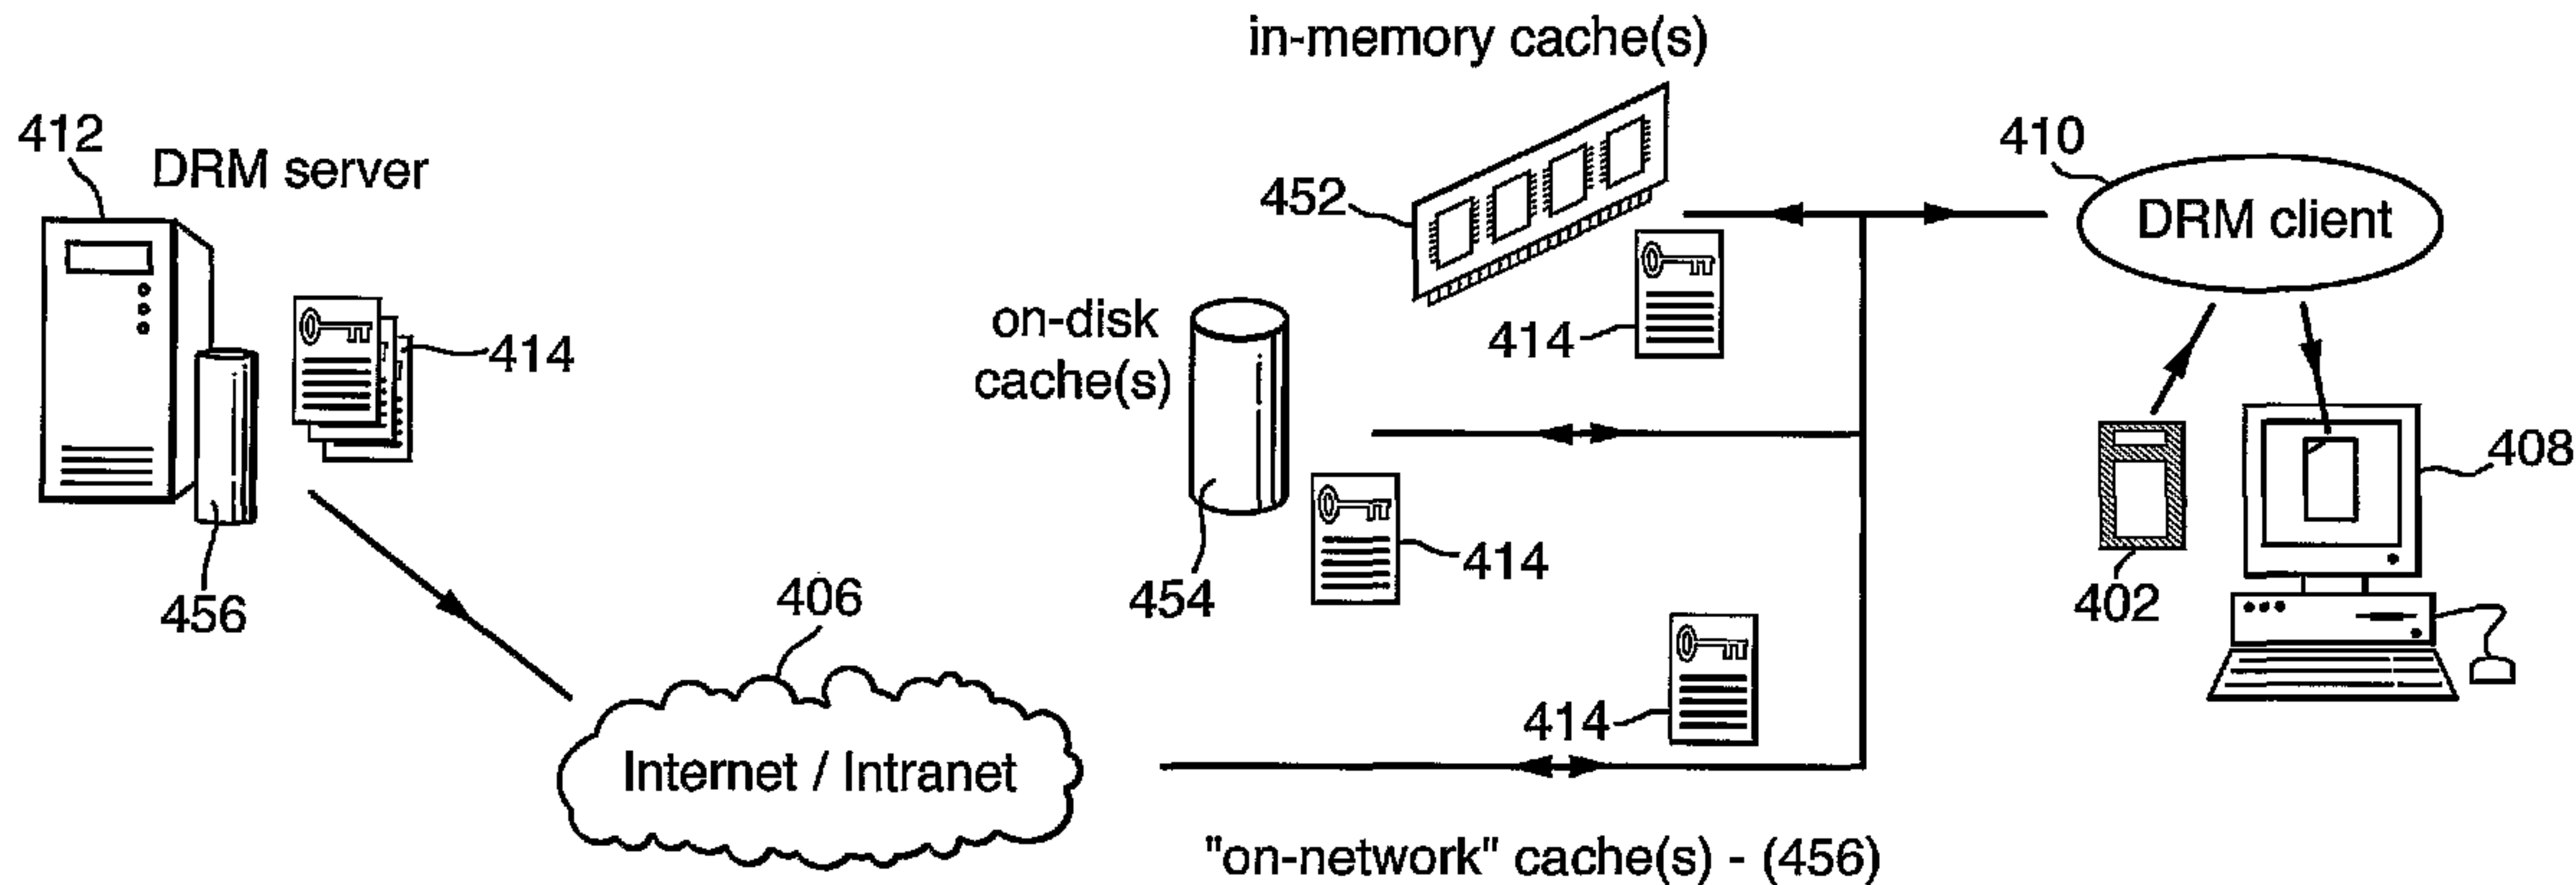 in-memory cache(s)
412
DRM server
452
410
DRM client
414
on-disk
cache(s)
414
408
456
406
454
414
402
414
Internet / Intranet
"on-network" cache(s) - (456)